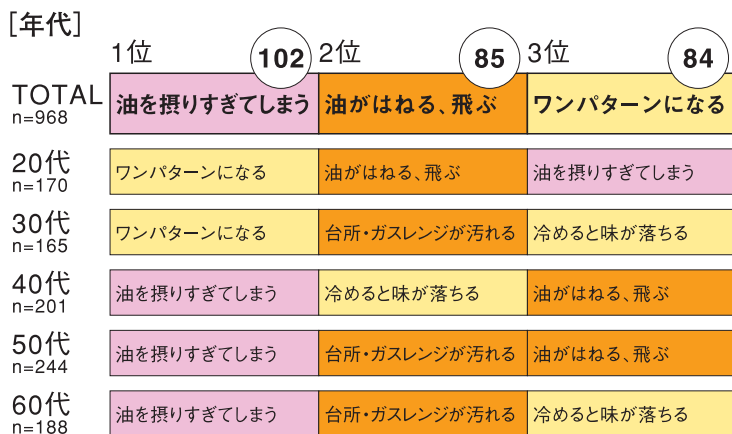 [年代]
1位 102 2位 85 3位 84
TOTAL n=968 油を摂りすぎてしまう 油がはねる、飛ぶ ワンパターンになる
20代 n=170 ワンパターンになる 油がはねる、飛ぶ 油を摂りすぎてしまう
30代 n=165 ワンパターンになる 台所・ガスレンジが汚れる 冷めると味が落ちる
40代 n=201 油を摂りすぎてしまう 冷めると味が落ちる 油がはねる、飛ぶ
50代 n=244 油を摂りすぎてしまう 台所・ガスレンジが汚れる 油がはねる、飛ぶ
60代 n=188 油を摂りすぎてしまう 台所・ガスレンジが汚れる 冷めると味が落ちる